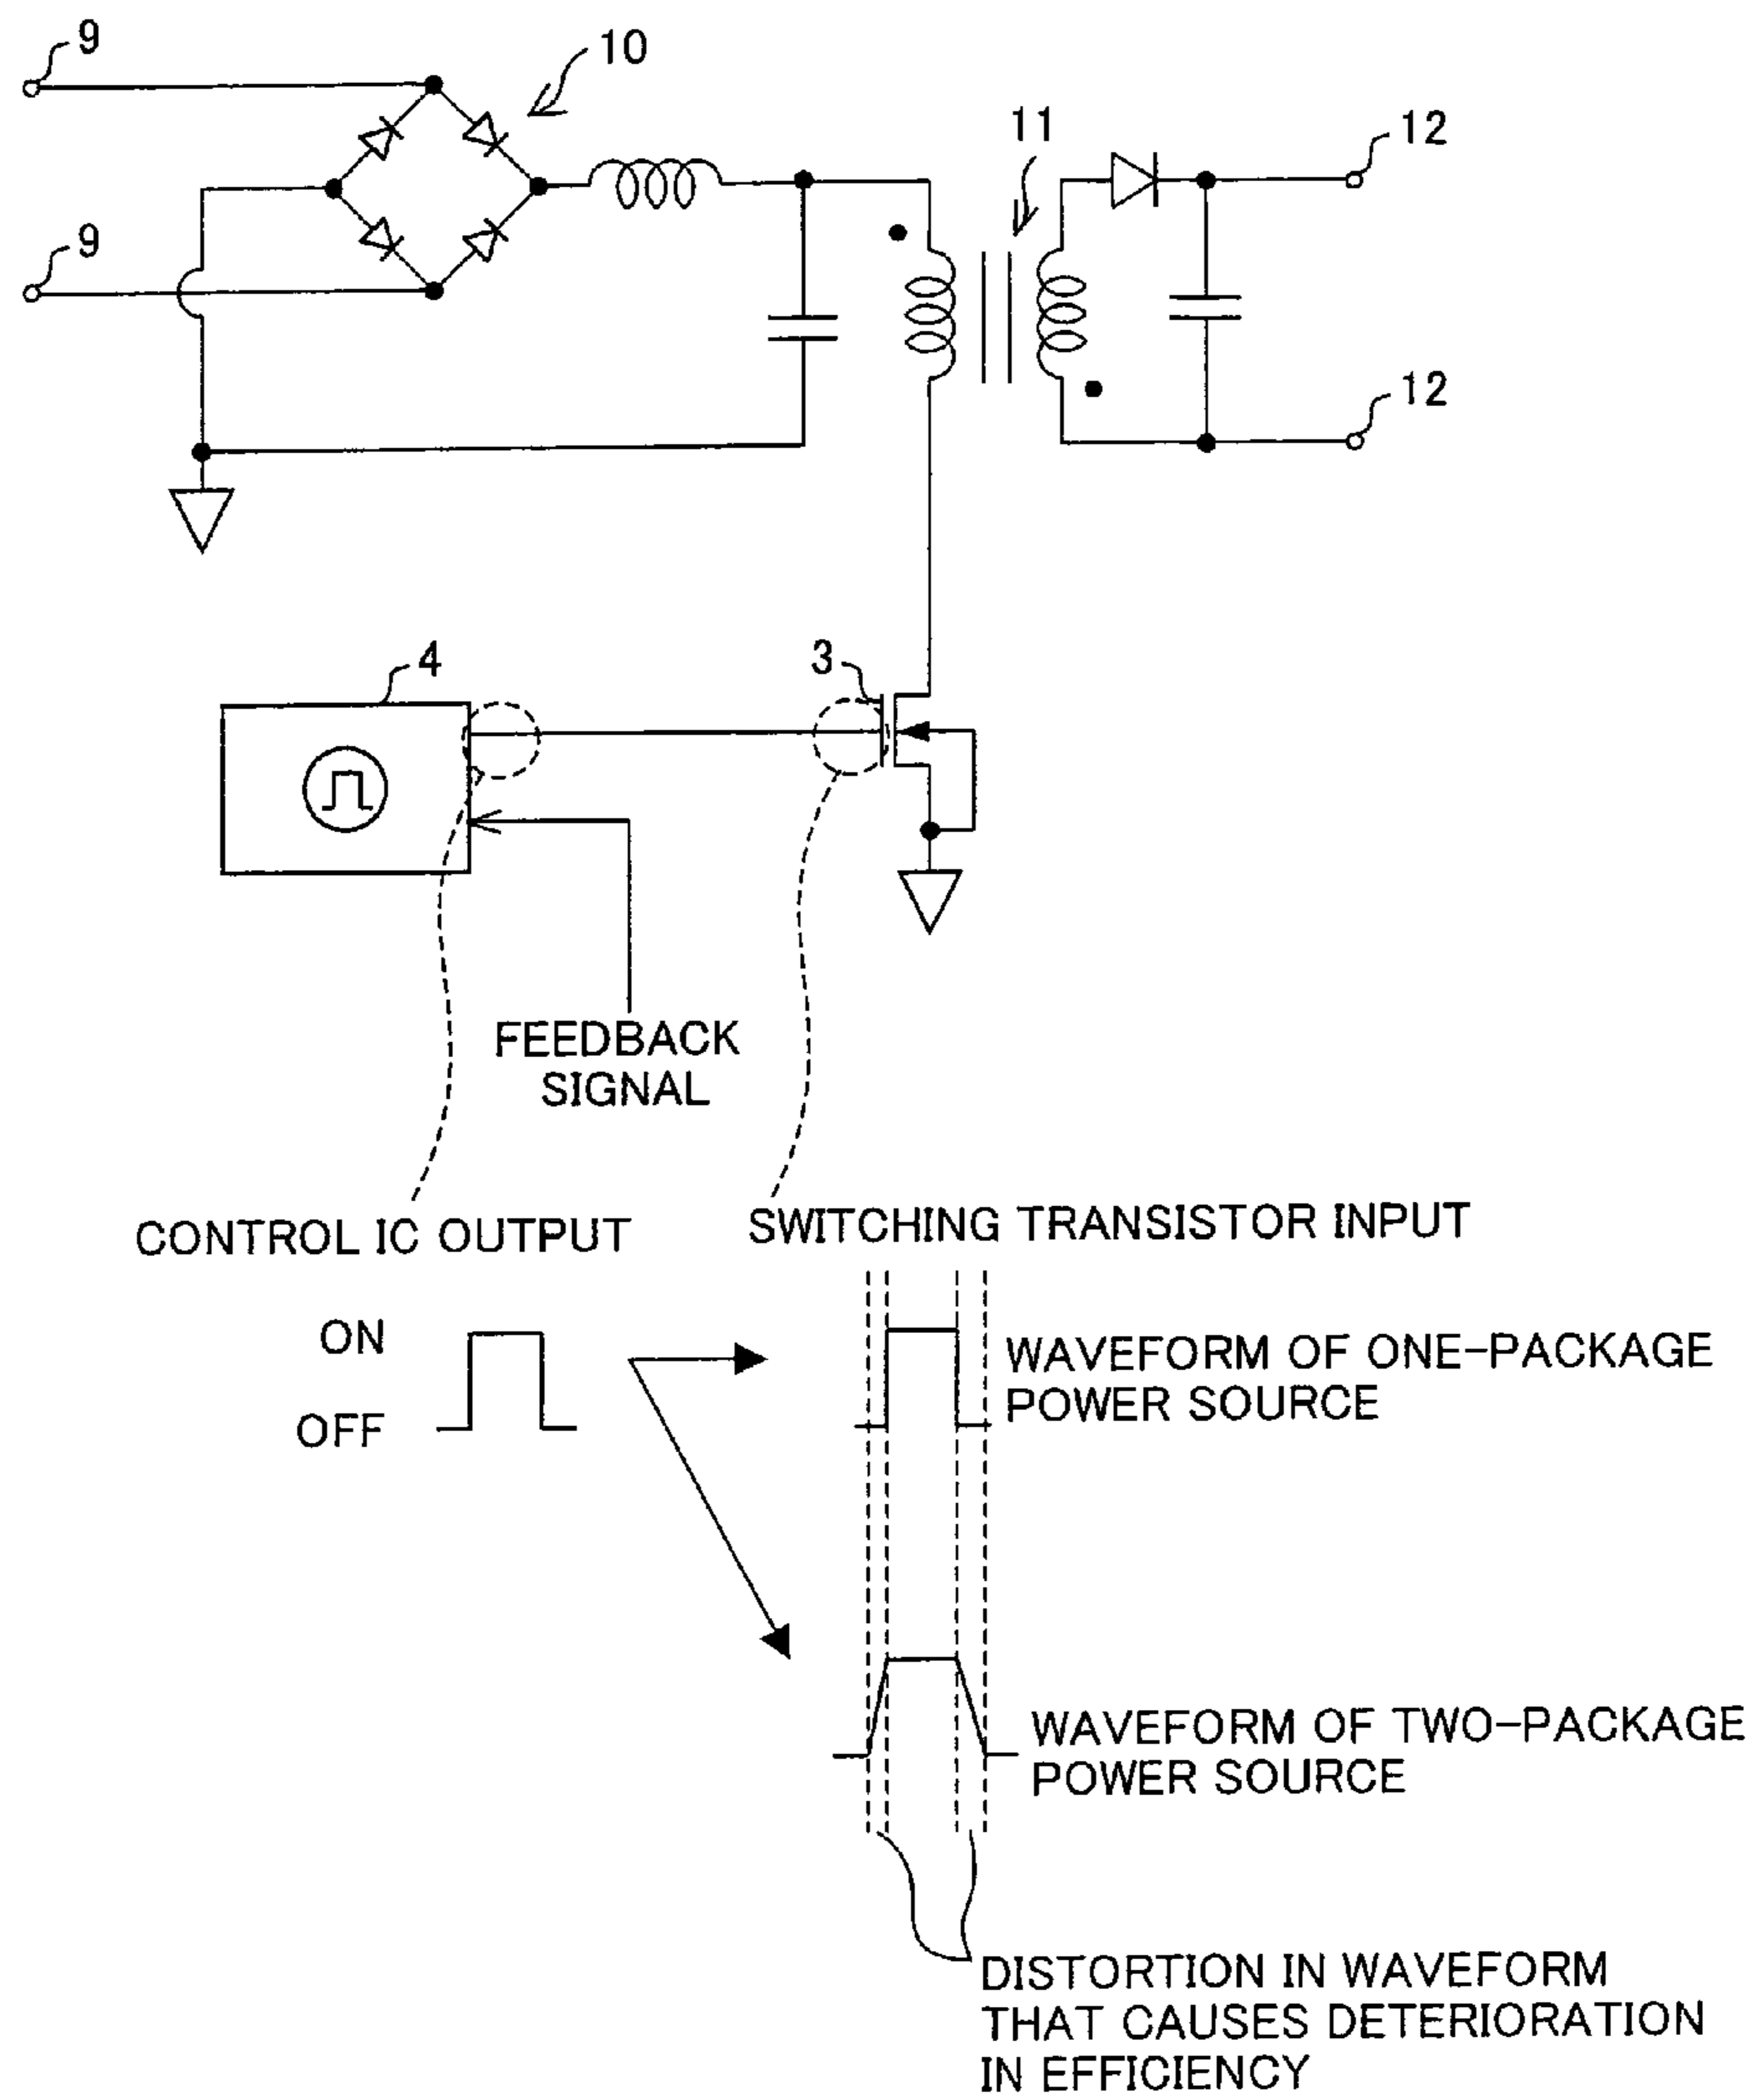 9
10
11
12
9
12
4
3
FEEDBACK
SIGNAL
CONTROL IC OUTPUT
SWITCHING TRANSISTOR INPUT
ON
OFF
WAVEFORM OF ONE-PACKAGE
POWER SOURCE
WAVEFORM OF TWO-PACKAGE
POWER SOURCE
DISTORTION IN WAVEFORM
THAT CAUSES DETERIORATION
IN EFFICIENCY